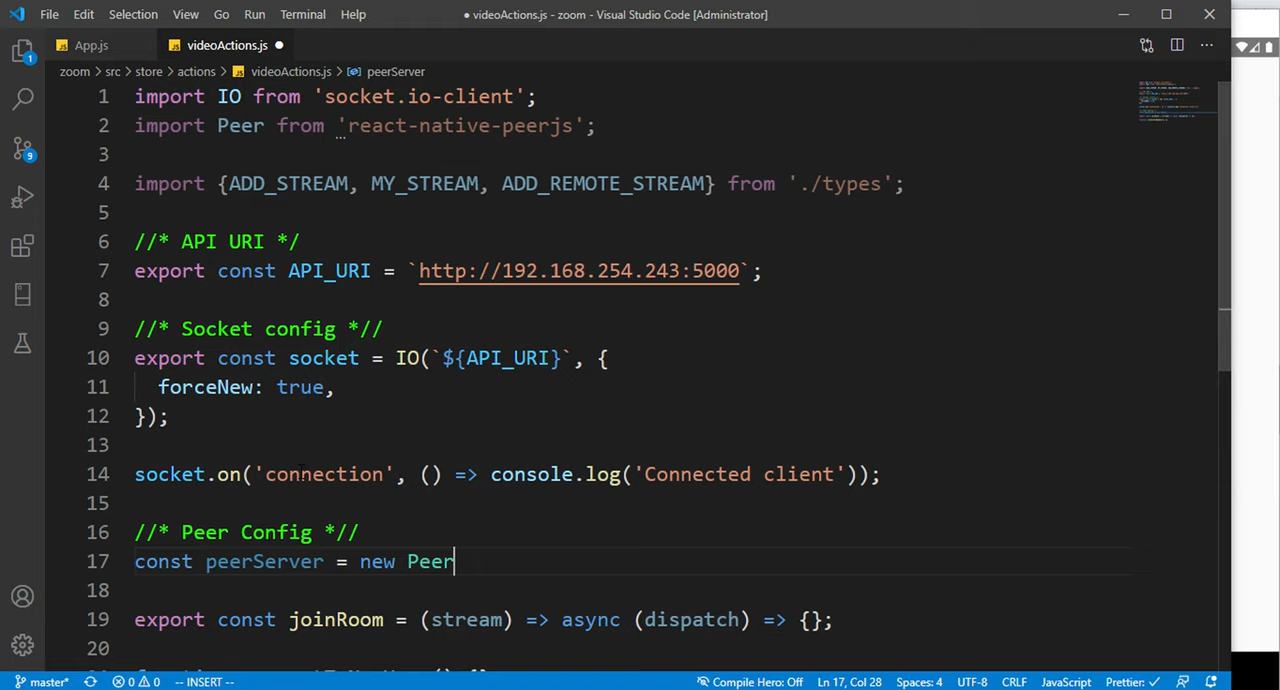 File Edit Selection View Go Run Terminal Help ● videoActions.js - zoom - Visual Studio Code [Administrator]
JS App.js JS videoActions.js ●
zoom > src > store > actions > JS videoActions.js > peerServer
1 import IO from 'socket.io-client';
2 import Peer from 'react-native-peerjs';
3
4 import {ADD_STREAM, MY_STREAM, ADD_REMOTE_STREAM} from './types';
5
6 //* API URI */
7 export const API_URI = `http://192.168.254.243:5000`;
8
9 //* Socket config *//
10 export const socket = IO(`${API_URI}`, {
11 forceNew: true,
12 });
13
14 socket.on('connection', () => console.log('Connected client'));
15
16 //* Peer Config *//
17 const peerServer = new Peer
18
19 export const joinRoom = (stream) => async (dispatch) => {};
20
1
9
master* 0 0 -- INSERT -- Compile Hero: Off Ln 17, Col 28 Spaces: 4 UTF-8 CRLF JavaScript Prettier: ✓